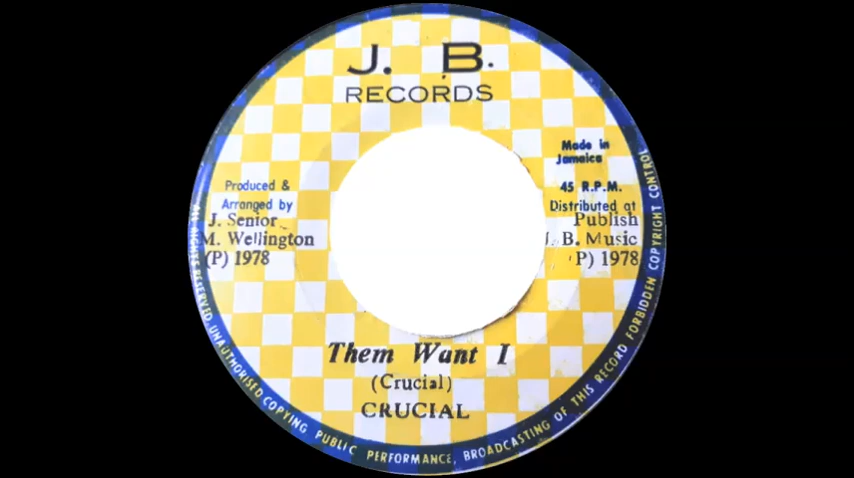 J. B.
RECORDS
Made in
Jamaica
45 R.P.M.
Distributed at
Publish
J. B. Music
P) 1978
Produced &
Arranged by
J. Senior
M. Wellington
(P) 1978
Them Want I
(Crucial)
CRUCIAL
ALL RIGHTS RESERVED. UNAUTHORISED COPYING PUBLIC PERFORMANCE, BROADCASTING OF THIS RECORD FORBIDDEN COPYRIGHT CONTROL